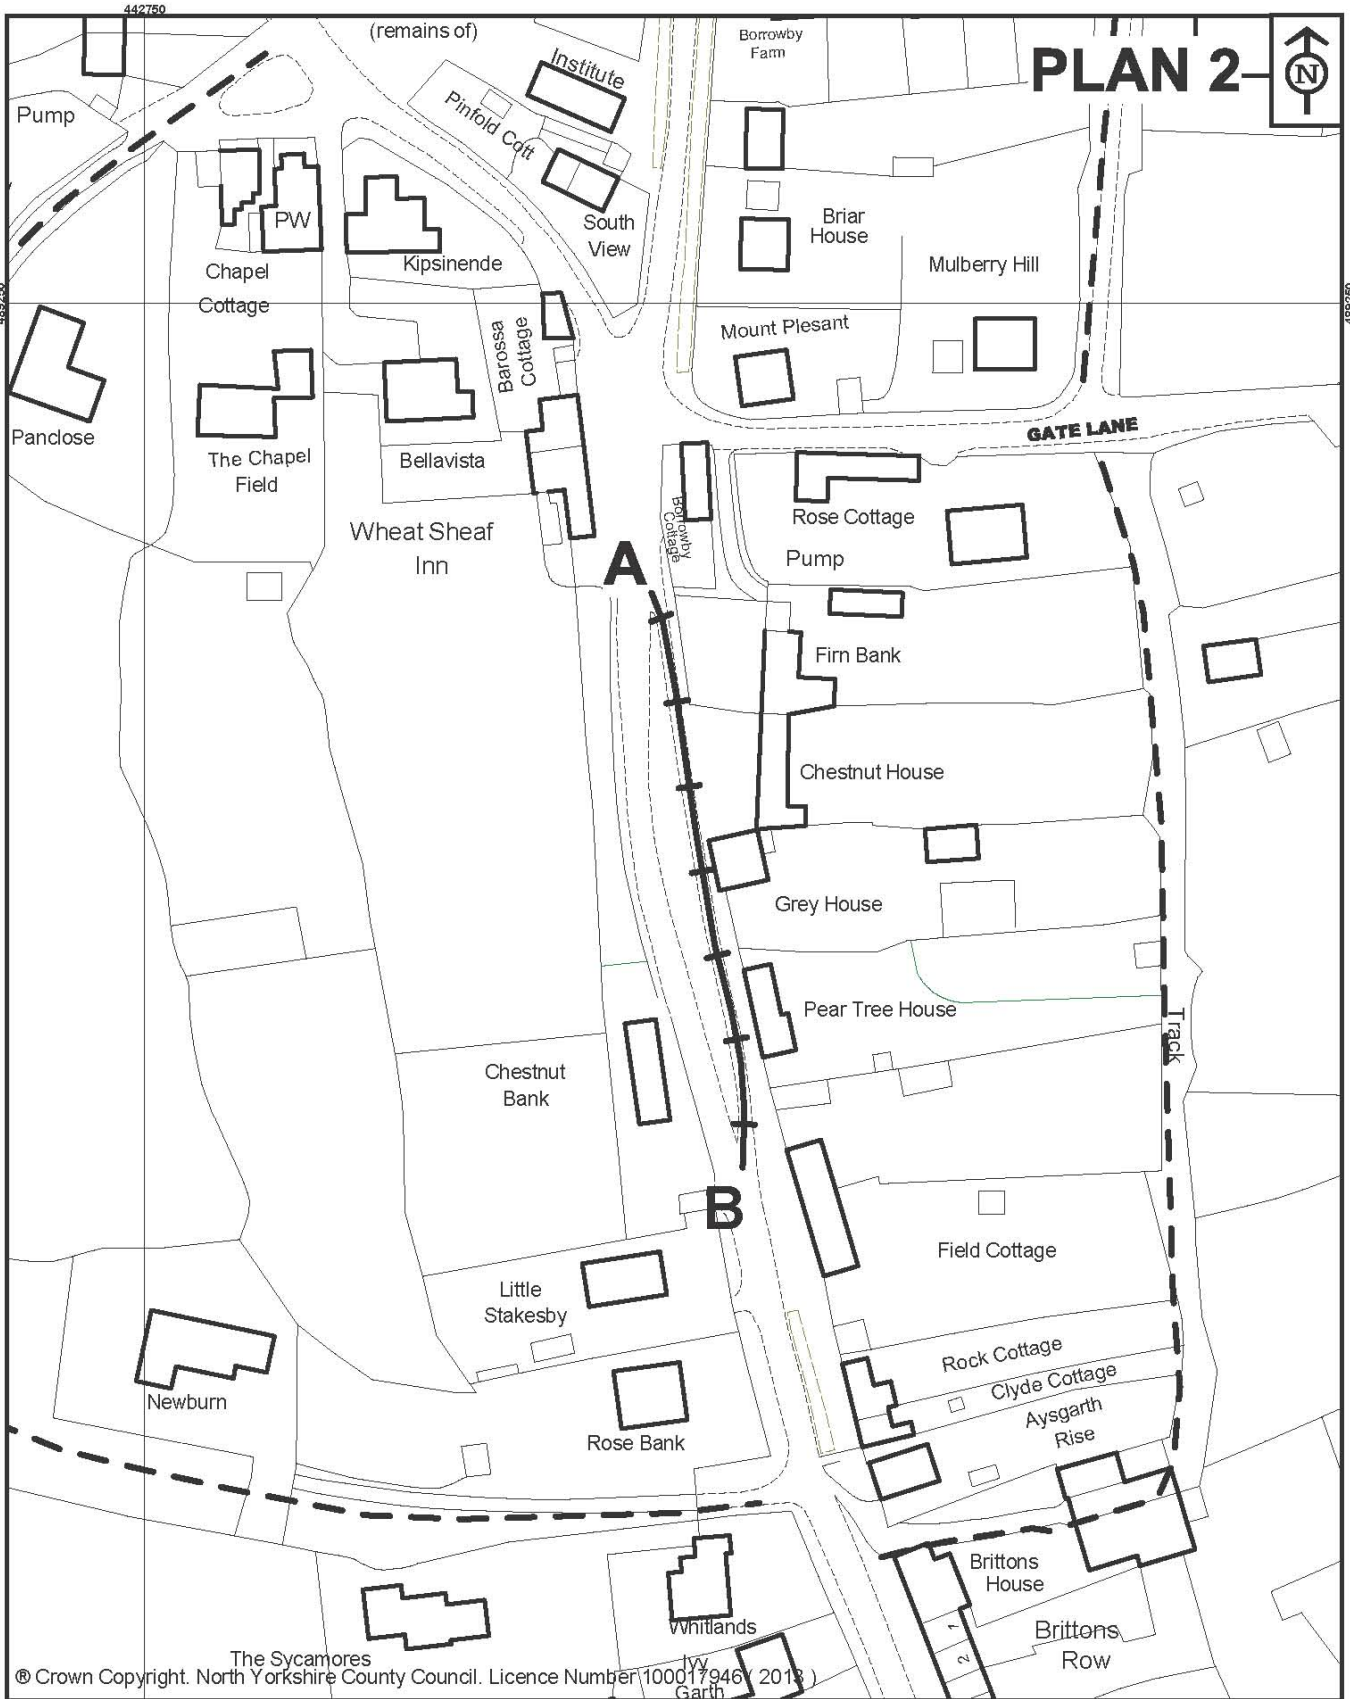 442750
(remains of)
Borrowby
Farm
PLAN 2
N
Institute
Pump
Pinfold Cott
PW
South
View
Briar
House
Kipsinende
Mulberry Hill
Chapel
Cottage
489250
489250
Mount Plesant
Barossa
Cottage
Panclose
GATE LANE
The Chapel
Field
Bellavista
Rose Cottage
Borrowby
Cottage
Wheat Sheaf
Inn
Pump
A
Firn Bank
Chestnut House
Grey House
Pear Tree House
Track
Chestnut
Bank
B
Field Cottage
Little
Stakesby
Rock Cottage
Clyde Cottage
Newburn
Aysgarth
Rise
Rose Bank
Brittons
House
Whitlands
1
Brittons
Row
2
The Sycamores
Ivy
Garth
® Crown Copyright. North Yorkshire County Council. Licence Number 100017946 ( 2013 )